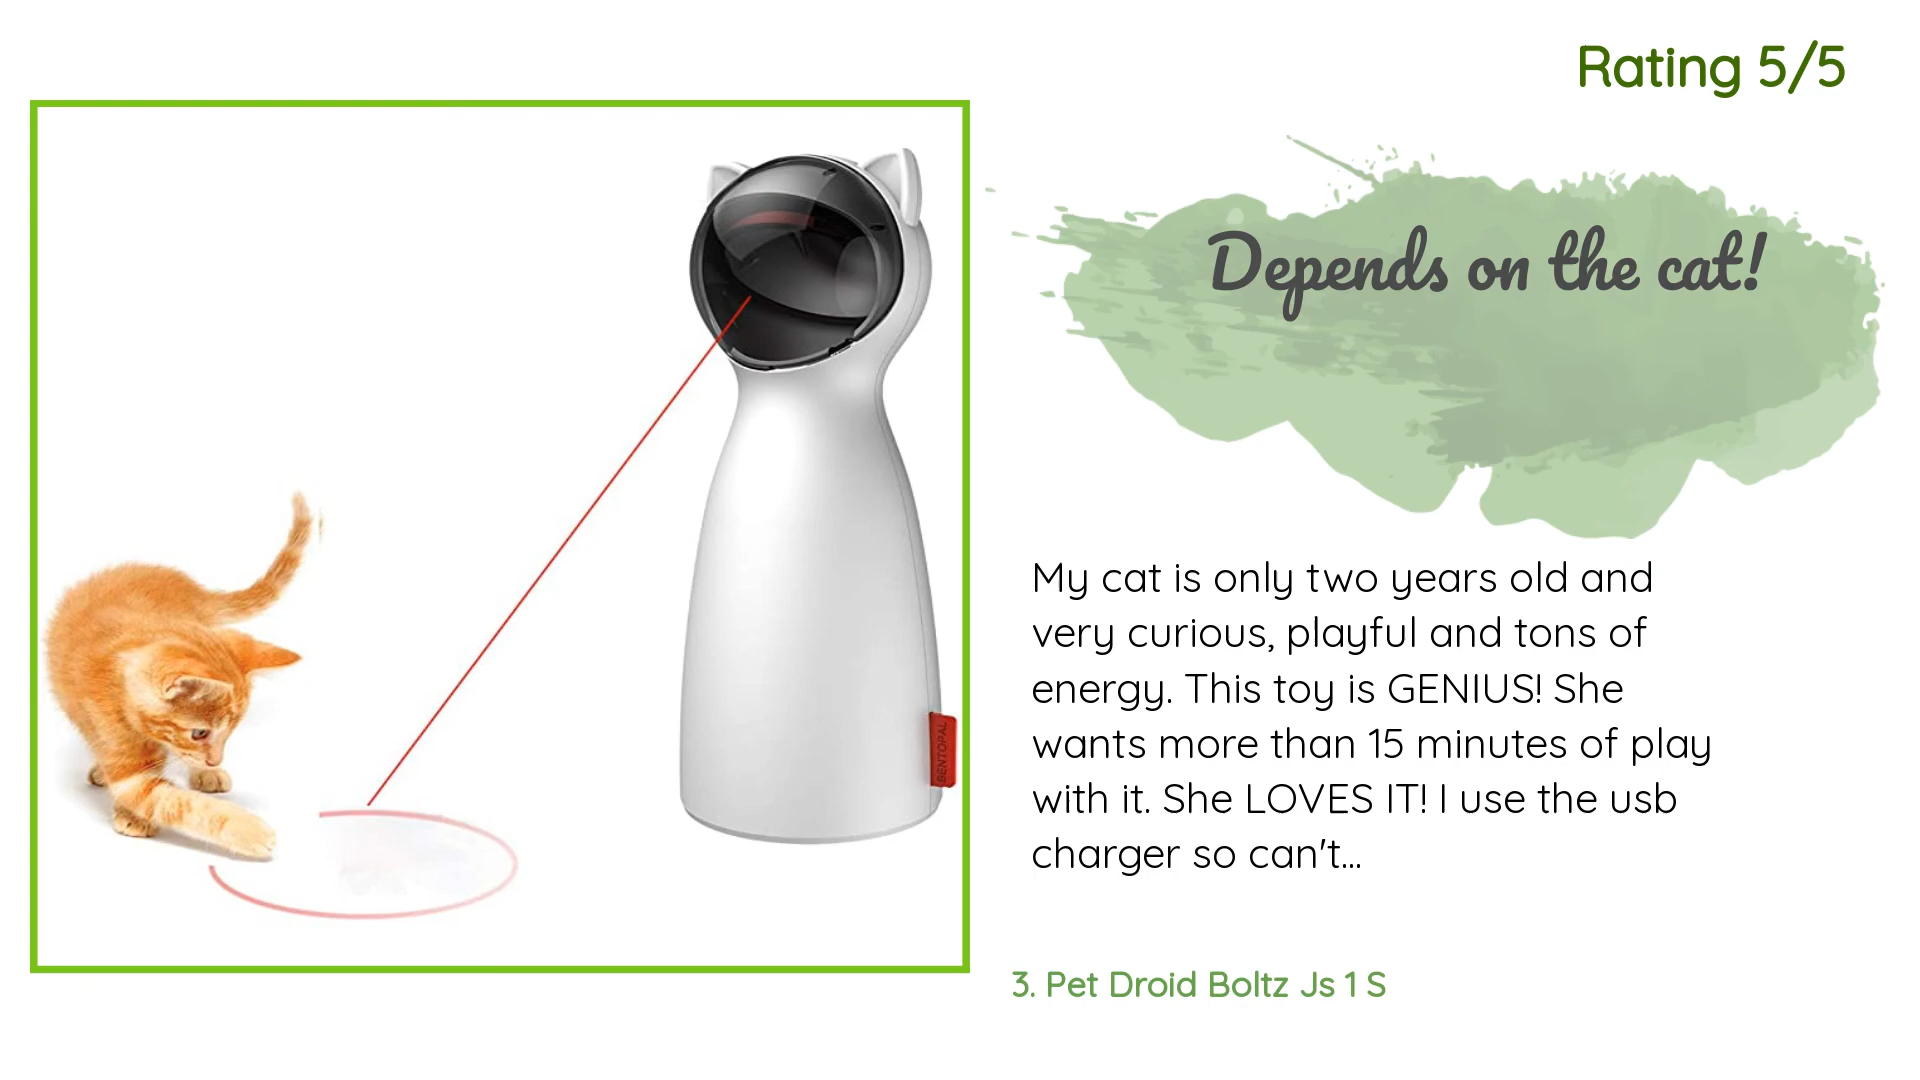 Rating 5/5
Depends on the cat!
My cat is only two years old and
very curious, playful and tons of
energy. This toy is GENIUS! She
wants more than 15 minutes of play
with it. She LOVES IT! I use the usb
charger so can't...
BENTOPAL
3. Pet Droid Boltz Js 1 S